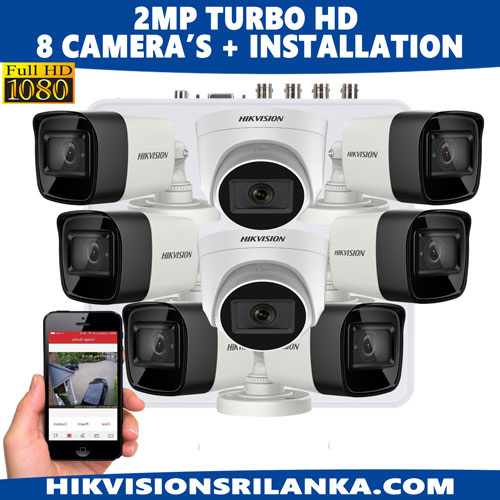 2MP TURBO HD
8 CAMERA'S + INSTALLATION
Full HD
1080
HIKVISION
HIKVISION
HIKVISION
HIKVISION
HIKVISION
HIKVISION
HIKVISION
HIKVISION
HIKVISIONSRILANKA.COM